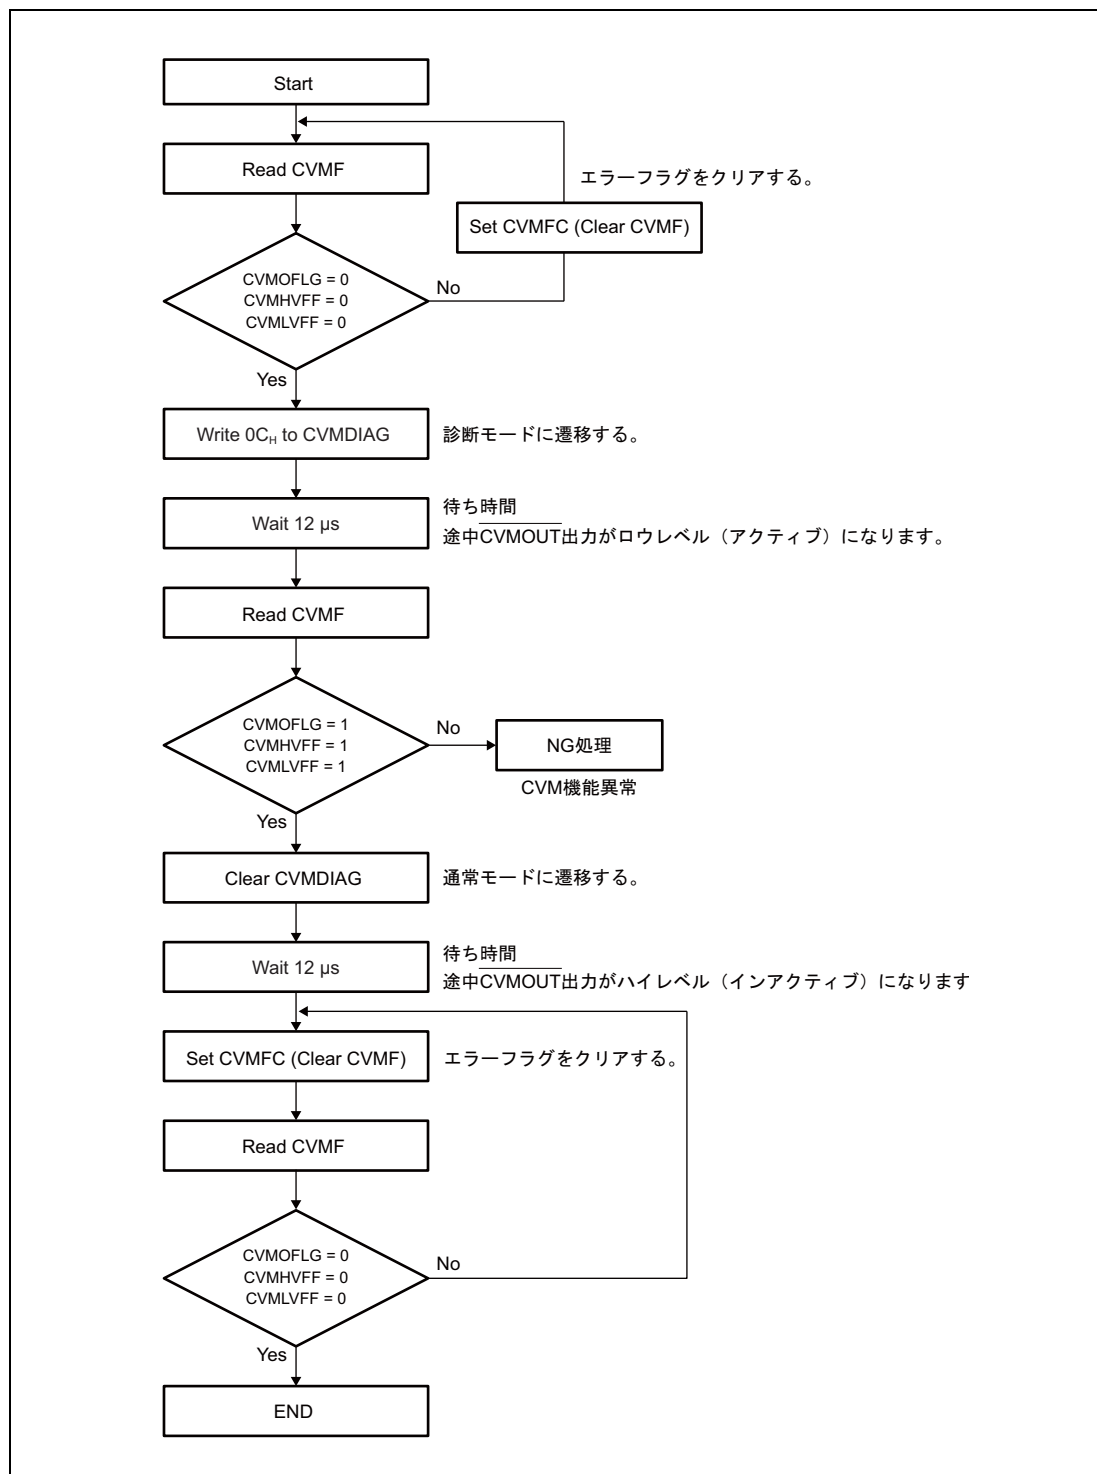 Start
Read CVMF
エラーフラグをクリアする。
Set CVMFC (Clear CVMF)
CVMOFLG = 0
CVMHVFF = 0
CVMLVFF = 0
No
Yes
Write 0CH to CVMDIAG
診断モードに遷移する。
Wait 12 µs
待ち時間
途中CVMOUT出力がロウレベル（アクティブ）になります。
Read CVMF
CVMOFLG = 1
CVMHVFF = 1
CVMLVFF = 1
No
NG処理
CVM機能異常
Yes
Clear CVMDIAG
通常モードに遷移する。
Wait 12 µs
待ち時間
途中CVMOUT出力がハイレベル（インアクティブ）になります
Set CVMFC (Clear CVMF)
エラーフラグをクリアする。
Read CVMF
CVMOFLG = 0
CVMHVFF = 0
CVMLVFF = 0
No
Yes
END